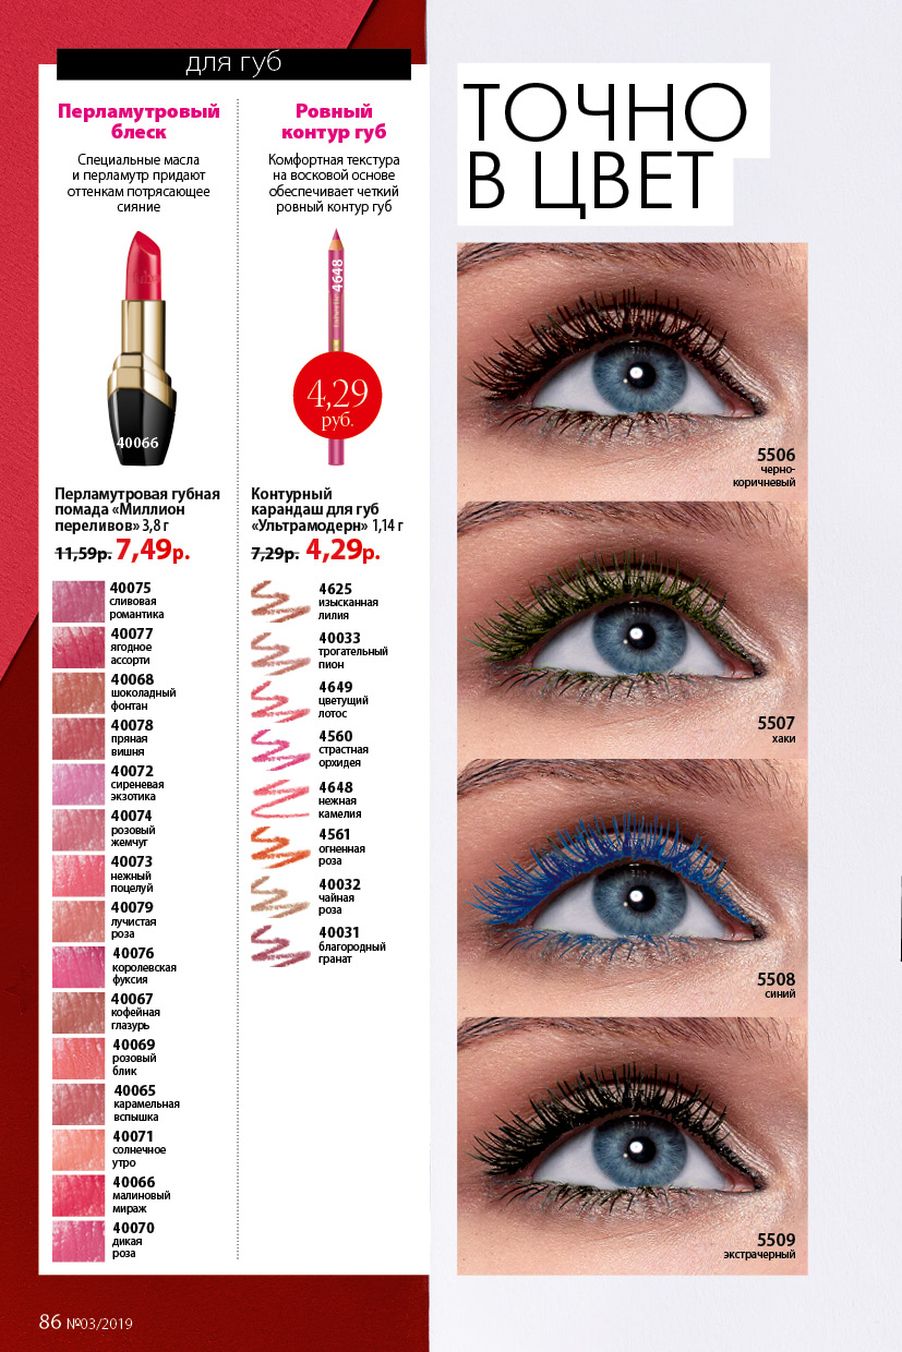 для губ
Перламутровый
блеск
Специальные масла
и перламутр придают
оттенкам потрясающее
сияние
40066
Перламутровая губная
помада «Миллион
переливов» 3,8 г
11,59р. 7,49р.
40075
сливовая
романтика
40077
ягодное
ассорти
40068
шоколадный
фонтан
40078
пряная
вишня
40072
сиреневая
экзотика
40074
розовый
жемчуг
40073
нежный
поцелуй
40079
лучистая
роза
40076
королевская
фуксия
40067
кофейная
глазурь
40069
розовый
блик
40065
карамельная
вспышка
40071
солнечное
утро
40066
малиновый
мираж
40070
дикая
роза
Ровный
контур губ
Комфортная текстура
на восковой основе
обеспечивает четкий
ровный контур губ
4648
faberlic
4,29
руб.
Контурный
карандаш для губ
«Ультрамодерн» 1,14 г
7,29р. 4,29р.
4625
изысканная
лилия
40033
трогательный
пион
4649
цветущий
лотос
4560
страстная
орхидея
4648
нежная
камелия
4561
огненная
роза
40032
чайная
роза
40031
благородный
гранат
ТОЧНО
В ЦВЕТ
5506
черно-
коричневый
5507
хаки
5508
синий
5509
экстрачерный
86 №03/2019